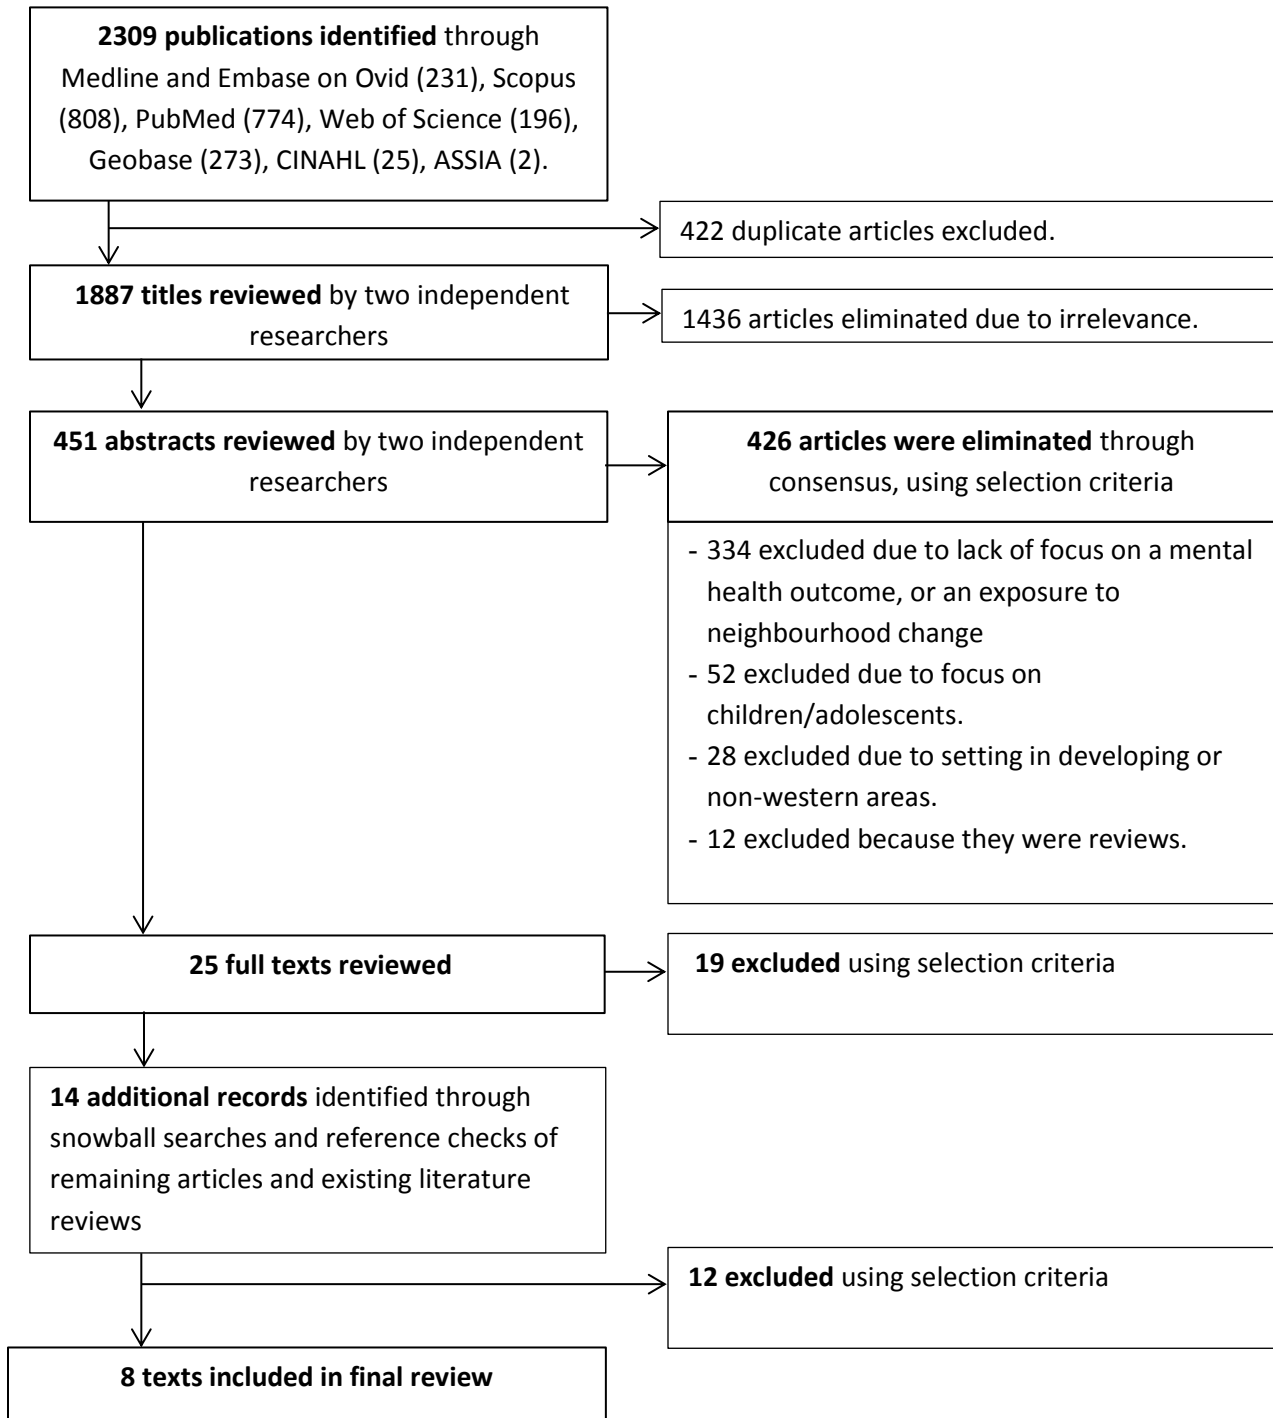 2309 publications identified through
Medline and Embase on Ovid (231), Scopus
(808), PubMed (774), Web of Science (196),
Geobase (273), CINAHL (25), ASSIA (2).
422 duplicate articles excluded.
1887 titles reviewed by two independent
researchers
1436 articles eliminated due to irrelevance.
451 abstracts reviewed by two independent
researchers
426 articles were eliminated through
consensus, using selection criteria
- 334 excluded due to lack of focus on a mental
health outcome, or an exposure to
neighbourhood change
- 52 excluded due to focus on
children/adolescents.
- 28 excluded due to setting in developing or
non-western areas.
- 12 excluded because they were reviews.
25 full texts reviewed
19 excluded using selection criteria
14 additional records identified through
snowball searches and reference checks of
remaining articles and existing literature
reviews
12 excluded using selection criteria
8 texts included in final review